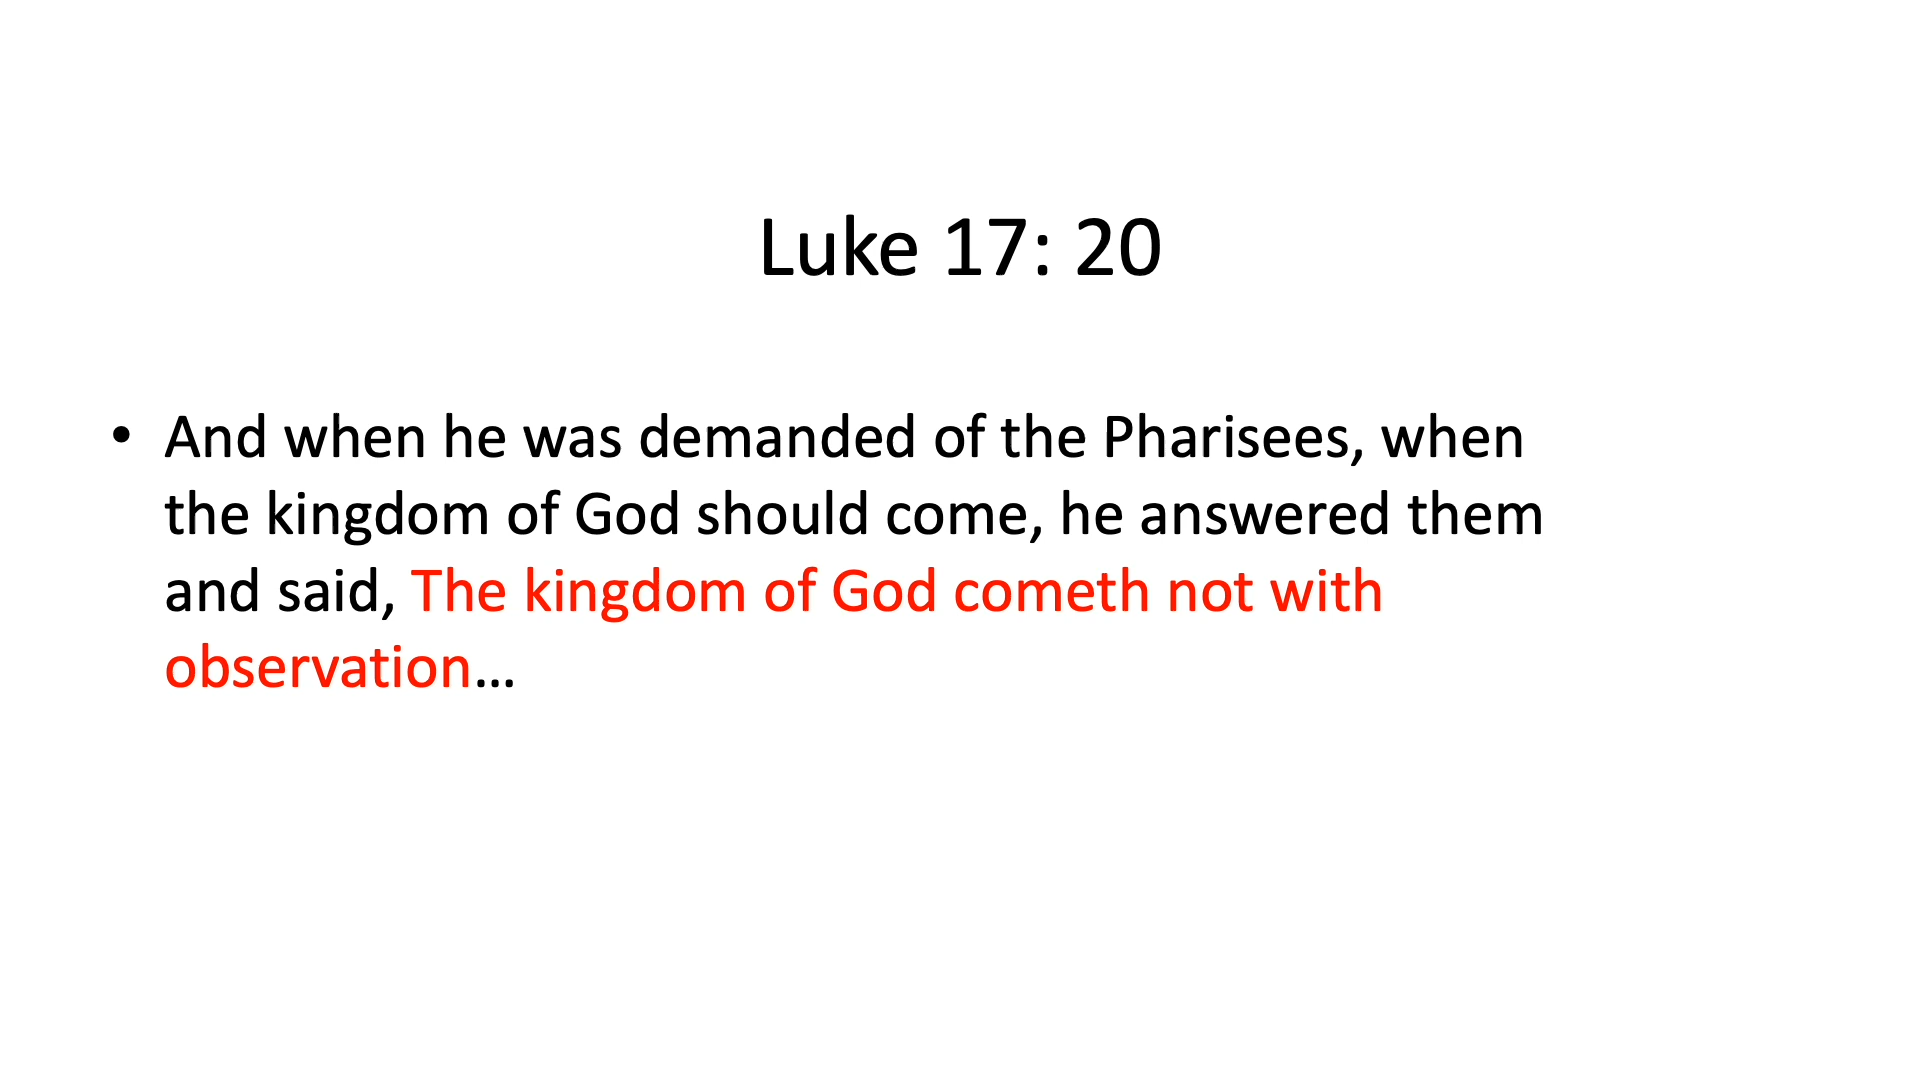 Luke 17: 20
• And when he was demanded of the Pharisees, when
the kingdom of God should come, he answered them
and said, The kingdom of God cometh not with
observation…